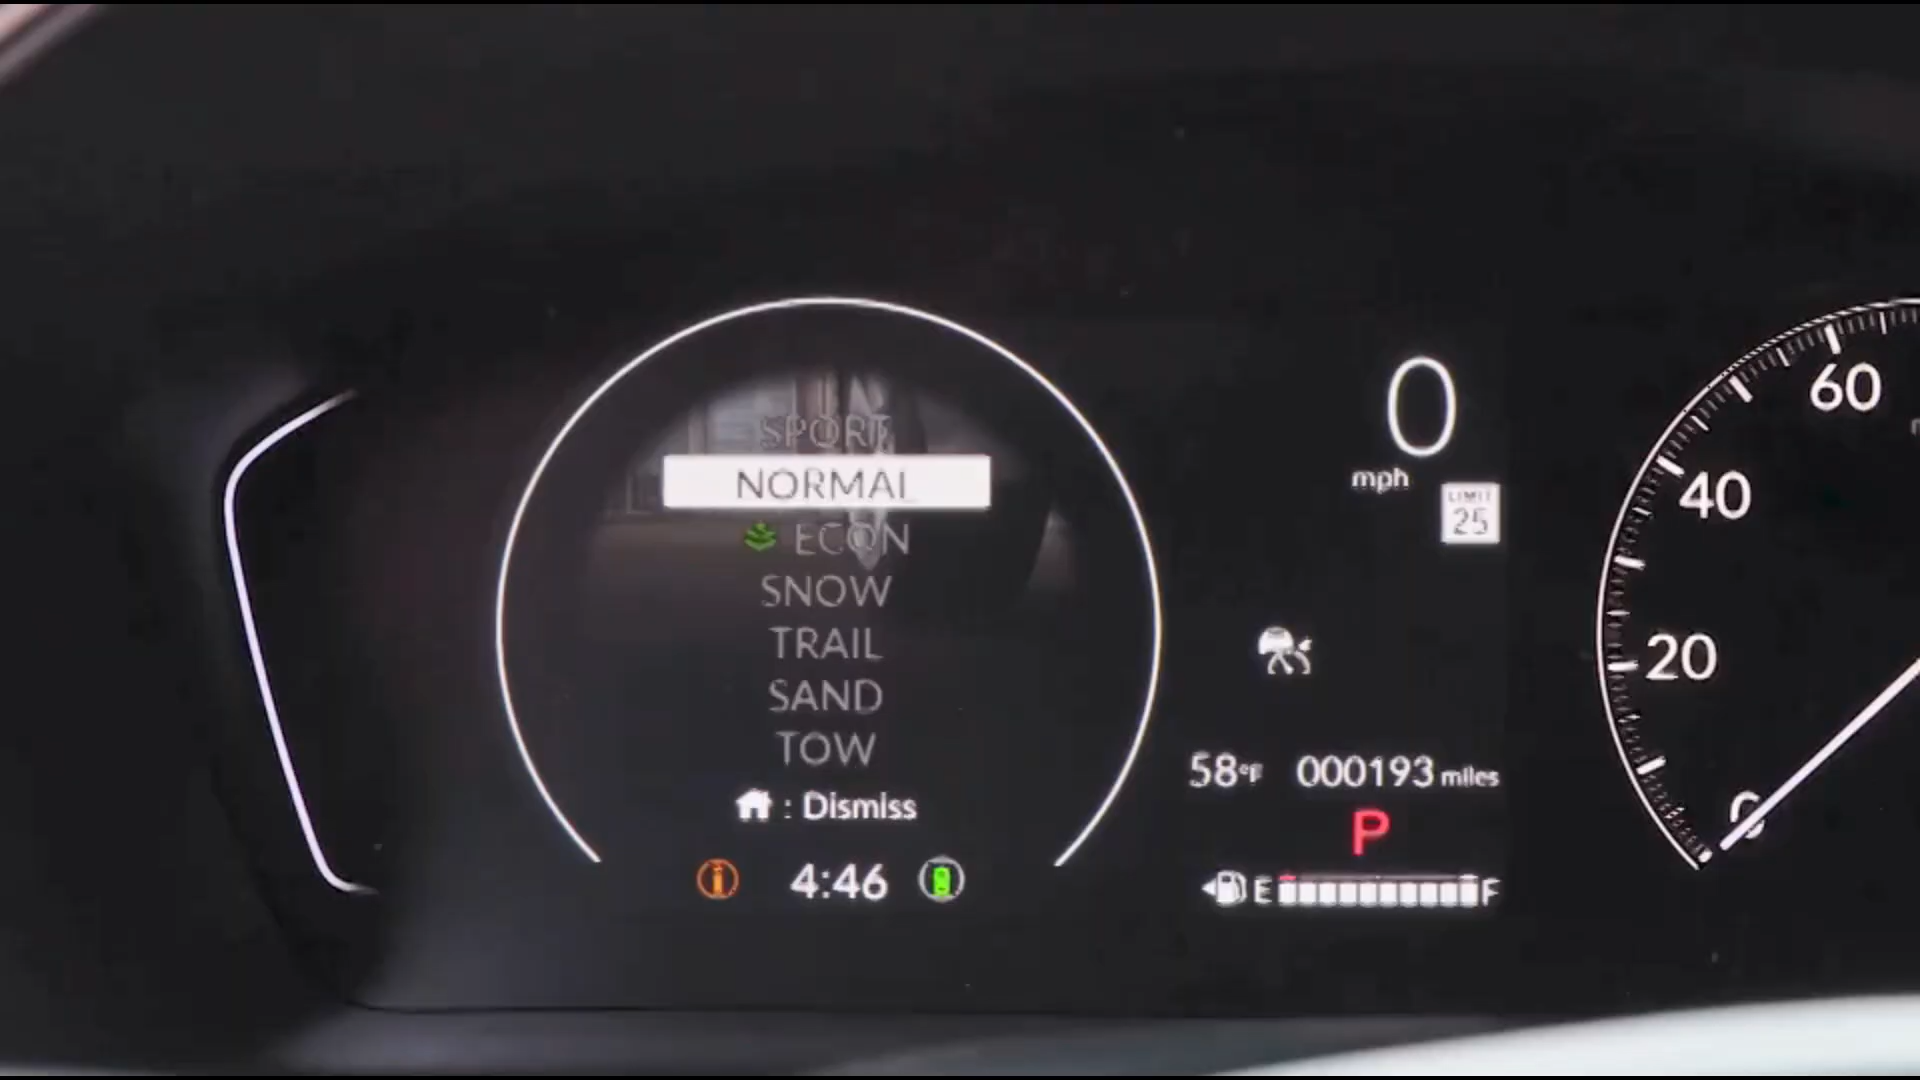 SPORT
NORMAL
ECON
SNOW
TRAIL
SAND
TOW
: Dismiss
4:46
0
mph
LIMIT
25
58°F 000193 miles
P
E F
60
40
20
0